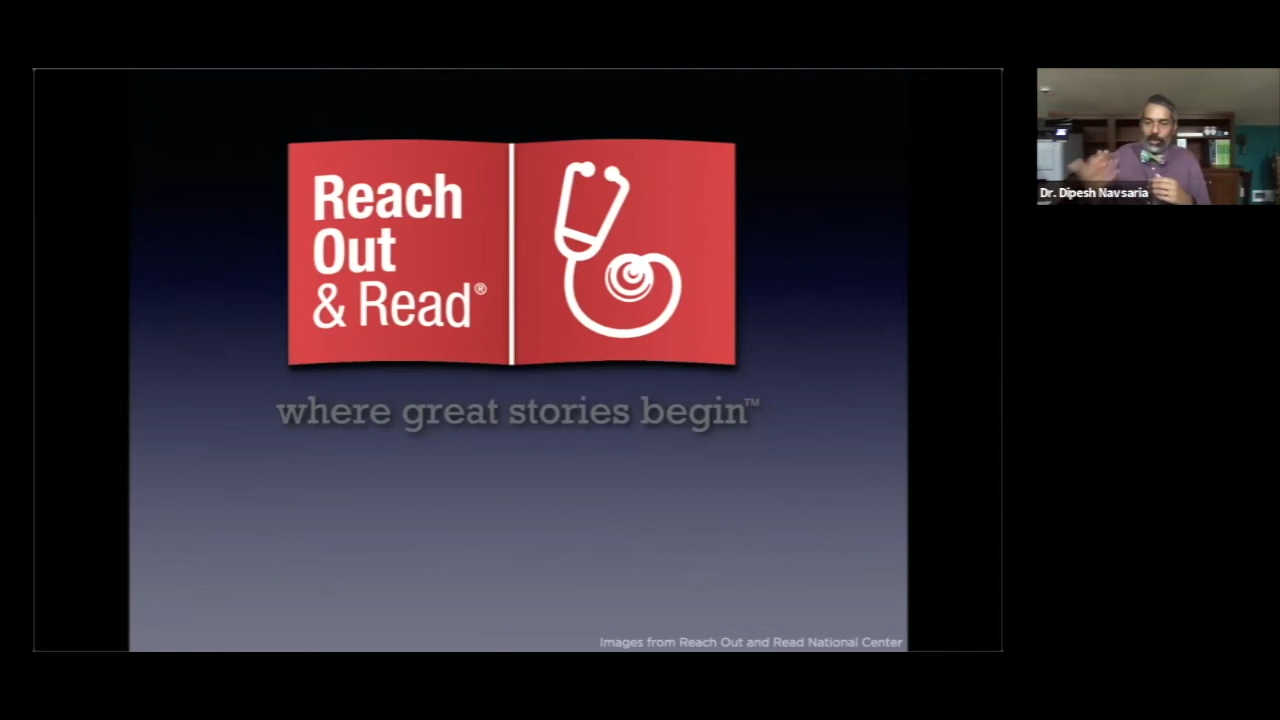 Reach
Out
& Read®
where great stories begin™
Images from Reach Out and Read National Center
Dr. Dipesh Navsaria